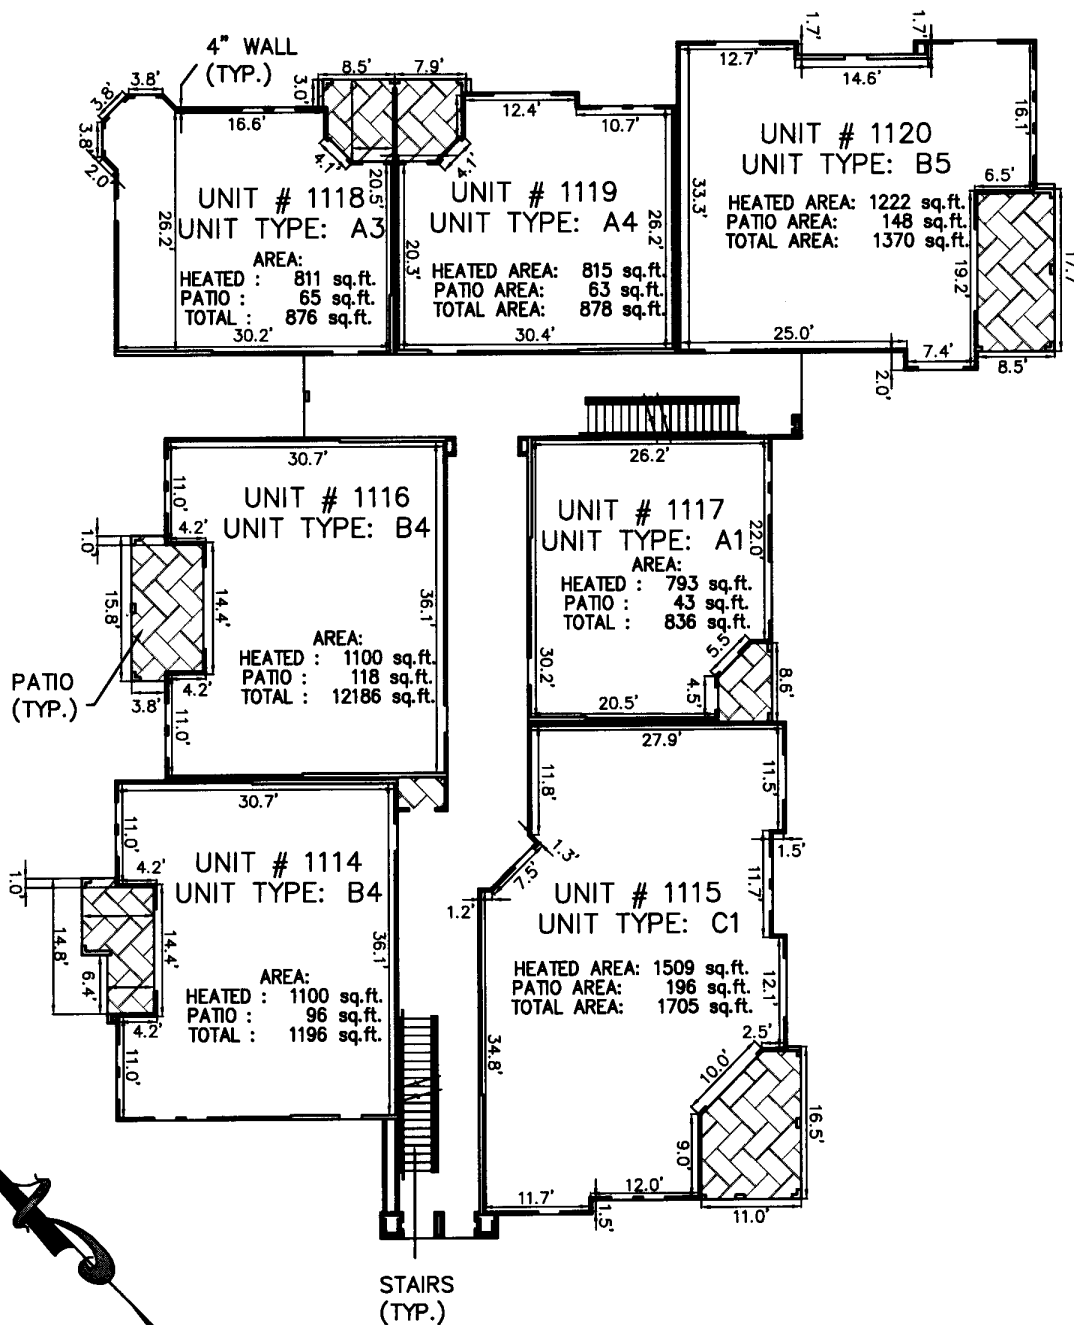 4" WALL
(TYP.)
8.5' 7.9'
3.0'
3.8'
3.8'
3.8'
2.0'
16.6'
4.1'
4.1'
12.4'
10.7'
26.2'
20.5'
UNIT # 1118
UNIT TYPE: A3
AREA:
HEATED : 811 sq.ft.
PATIO : 65 sq.ft.
TOTAL : 876 sq.ft.
30.2'
UNIT # 1119
UNIT TYPE: A4
HEATED AREA: 815 sq.ft.
PATIO AREA: 63 sq.ft.
TOTAL AREA: 878 sq.ft.
20.3'
26.2'
30.4'
1.7'
1.7'
12.7'
14.6'
16.1'
UNIT # 1120
UNIT TYPE: B5
HEATED AREA: 1222 sq.ft.
PATIO AREA: 148 sq.ft.
TOTAL AREA: 1370 sq.ft.
33.3'
6.5'
19.2'
17.7'
25.0'
7.4'
2.0'
8.5'
30.7'
11.0'
4.2'
1.0'
UNIT # 1116
UNIT TYPE: B4
15.8'
14.4'
36.1'
AREA:
HEATED : 1100 sq.ft.
PATIO : 118 sq.ft.
TOTAL : 12186 sq.ft.
4.2'
3.8'
11.0'
PATIO
(TYP.)
26.2'
UNIT # 1117
UNIT TYPE: A1
AREA:
HEATED : 793 sq.ft.
PATIO : 43 sq.ft.
TOTAL : 836 sq.ft.
22.0'
5.5'
30.2'
4.5'
8.6'
20.5'
30.7'
11.0'
4.2'
1.0'
UNIT # 1114
UNIT TYPE: B4
14.8'
14.4'
6.4'
36.1'
AREA:
HEATED : 1100 sq.ft.
PATIO : 96 sq.ft.
TOTAL : 1196 sq.ft.
4.2'
11.0'
27.9'
11.8'
11.5'
1.3'
7.5'
1.5'
1.2'
11.7'
UNIT # 1115
UNIT TYPE: C1
HEATED AREA: 1509 sq.ft.
PATIO AREA: 196 sq.ft.
TOTAL AREA: 1705 sq.ft.
12.1'
2.5'
34.8'
10.0'
16.5'
9.0'
12.0'
11.7'
1.5'
11.0'
STAIRS
(TYP.)